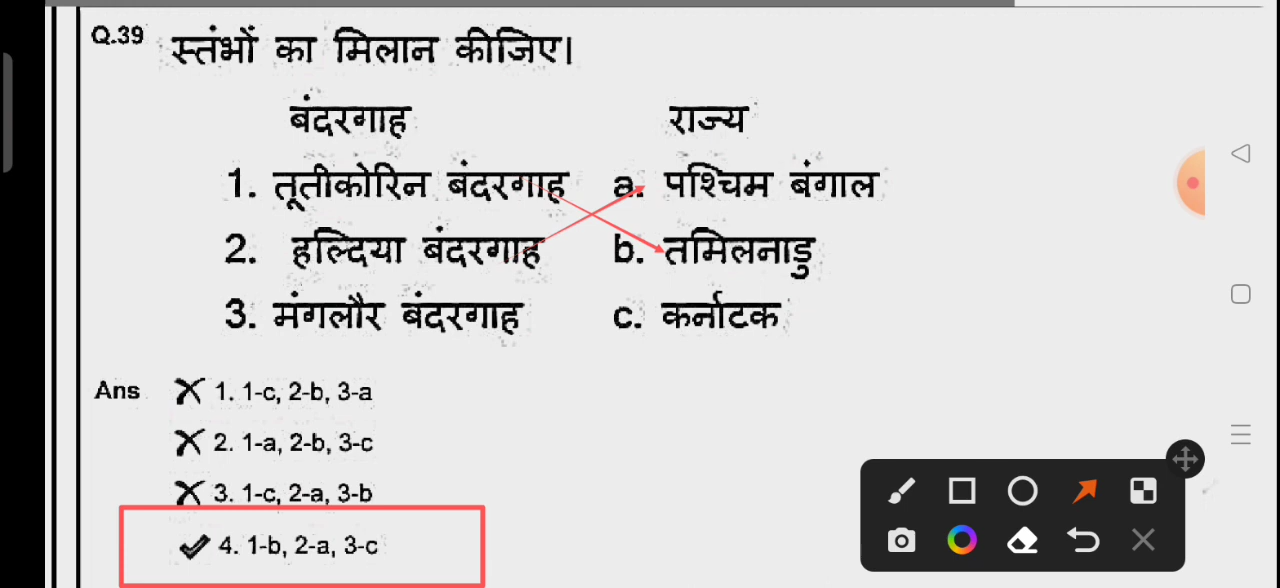 Q.39 स्तंभों का मिलान कीजिए।
बंदरगाह राज्य
1. तूतीकोरिन बंदरगाह a. पश्चिम बंगाल
2. हल्दिया बंदरगाह b. तमिलनाडु
3. मंगलौर बंदरगाह c. कर्नाटक
Ans 1. 1-c, 2-b, 3-a
2. 1-a, 2-b, 3-c
3. 1-c, 2-a, 3-b
4. 1-b, 2-a, 3-c